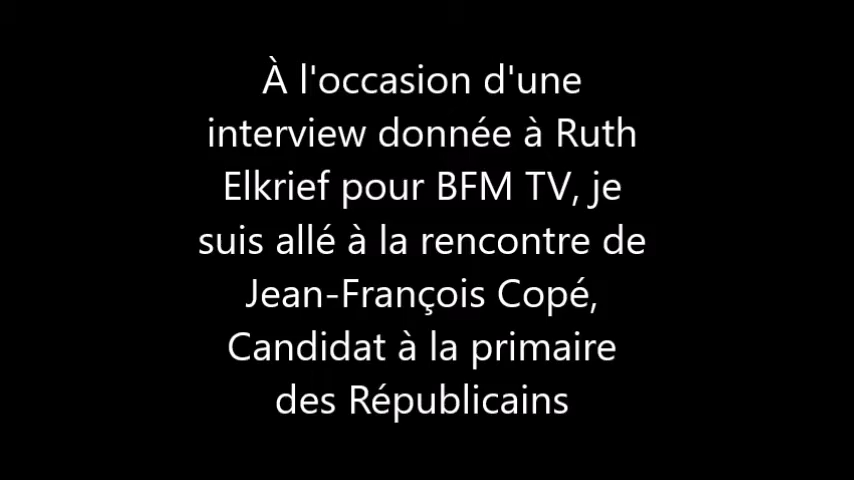 À l'occasion d'une
interview donnée à Ruth
Elkrief pour BFM TV, je
suis allé à la rencontre de
Jean-François Copé,
Candidat à la primaire
des Républicains